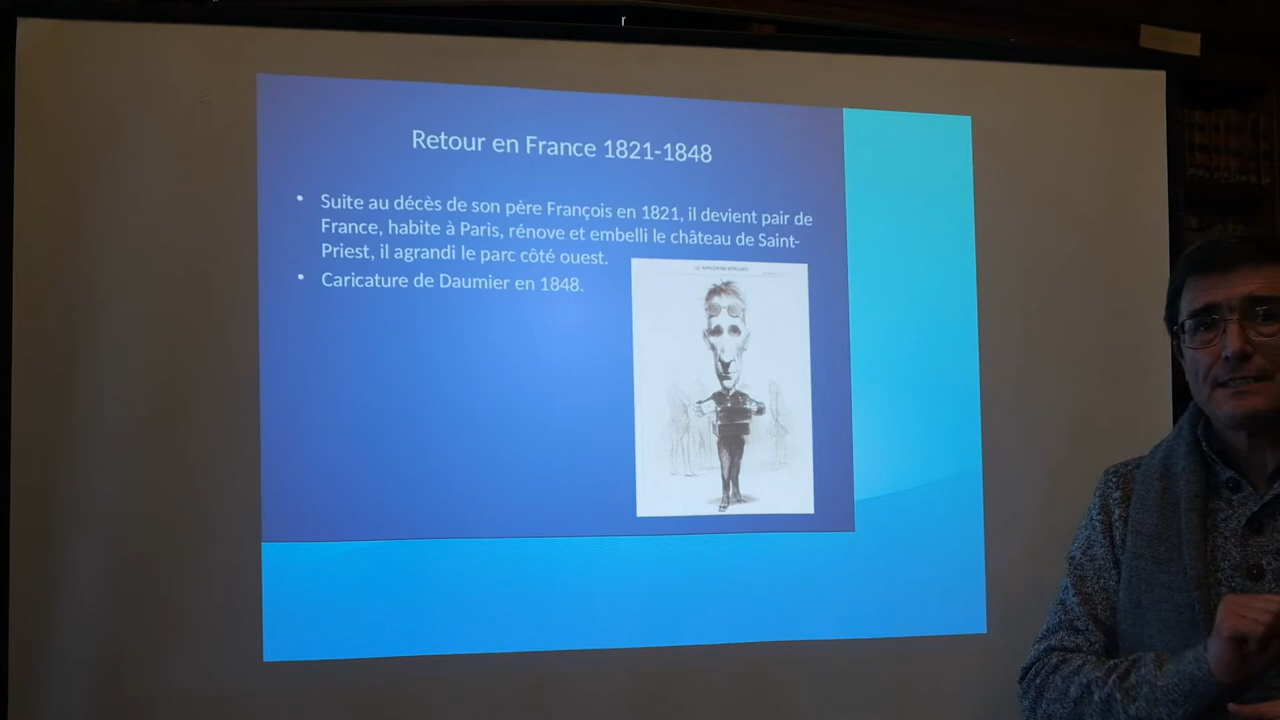 Retour en France 1821-1848
• Suite au décès de son père François en 1821, il devient pair de
France, habite à Paris, rénove et embelli le château de Saint-
Priest, il agrandi le parc côté ouest.
• Caricature de Daumier en 1848.